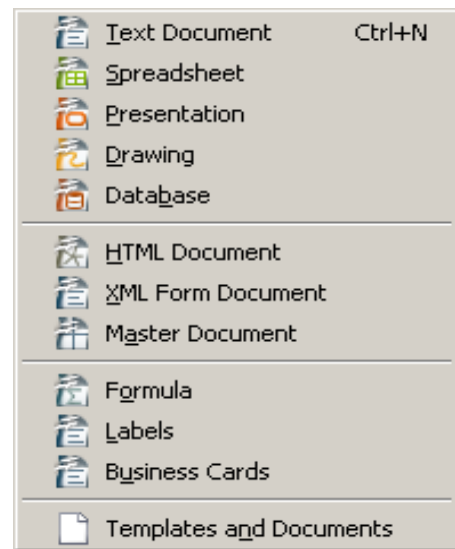 Text Document Ctrl+N
Spreadsheet
Presentation
Drawing
Database
HTML Document
XML Form Document
Master Document
Formula
Labels
Business Cards
Templates and Documents